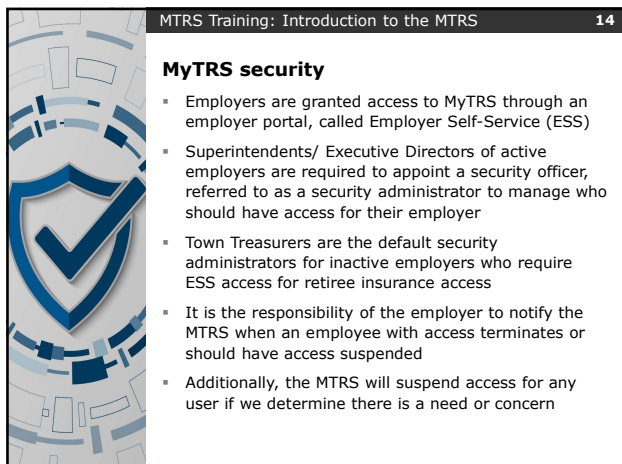 MTRS Training: Introduction to the MTRS 14
MyTRS security
▪ Employers are granted access to MyTRS through an
employer portal, called Employer Self-Service (ESS)
▪ Superintendents/ Executive Directors of active
employers are required to appoint a security officer,
referred to as a security administrator to manage who
should have access for their employer
▪ Town Treasurers are the default security
administrators for inactive employers who require
ESS access for retiree insurance access
▪ It is the responsibility of the employer to notify the
MTRS when an employee with access terminates or
should have access suspended
▪ Additionally, the MTRS will suspend access for any
user if we determine there is a need or concern